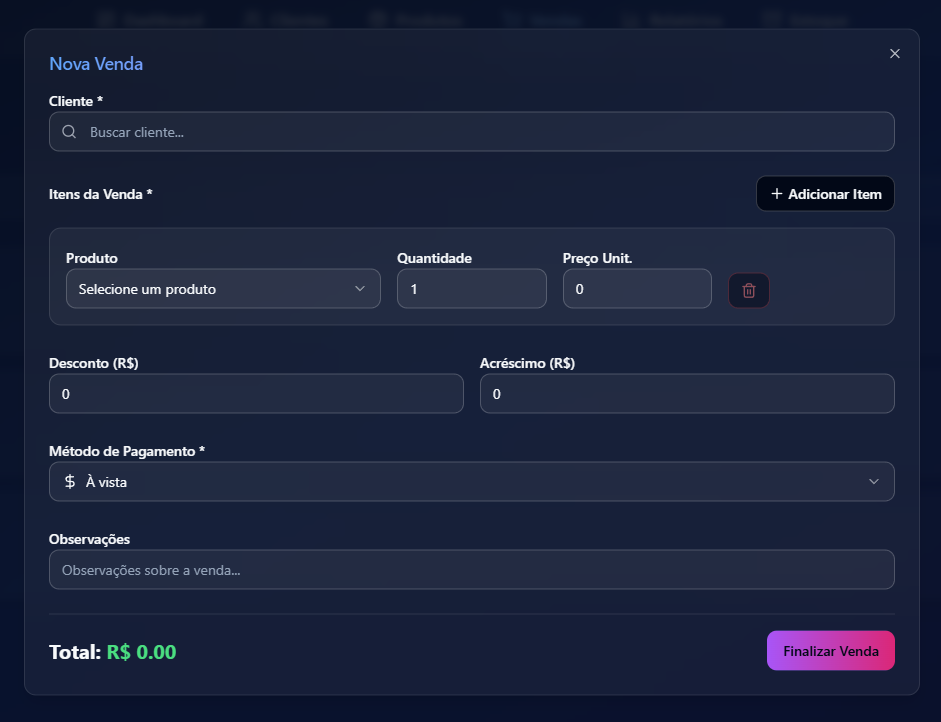 Nova Venda
Cliente *
Buscar cliente...
Itens da Venda *
Adicionar Item
Produto Quantidade Preço Unit.
Selecione um produto 1 0
Desconto (R$) Acréscimo (R$)
0 0
Método de Pagamento *
$ À vista
Observações
Observações sobre a venda...
Total: R$ 0.00
Finalizar Venda